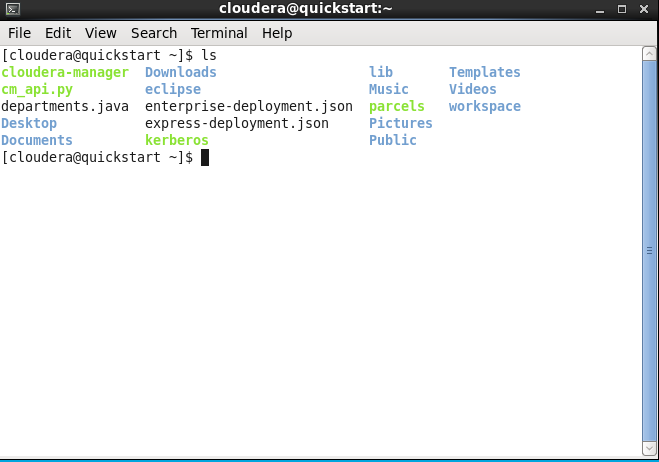 cloudera@quickstart:~
File Edit View Search Terminal Help
[cloudera@quickstart ~]$ ls
cloudera-manager Downloads lib Templates
cm_api.py eclipse Music Videos
departments.java enterprise-deployment.json parcels workspace
Desktop express-deployment.json Pictures
Documents kerberos Public
[cloudera@quickstart ~]$